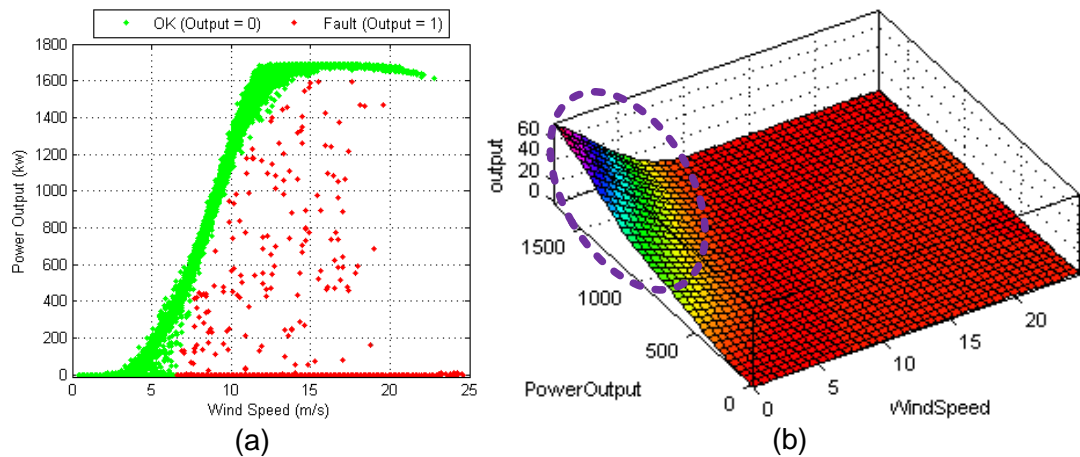 OK (Output = 0) Fault (Output = 1)
Power Output (kw)
1800
1600
1400
1200
1000
800
600
400
200
0
0 5 10 15 20 25
Wind Speed (m/s)
(a)
output
60
40
20
0
1500
1000
500
0
PowerOutput
0
5
10
15
20
WindSpeed
(b)